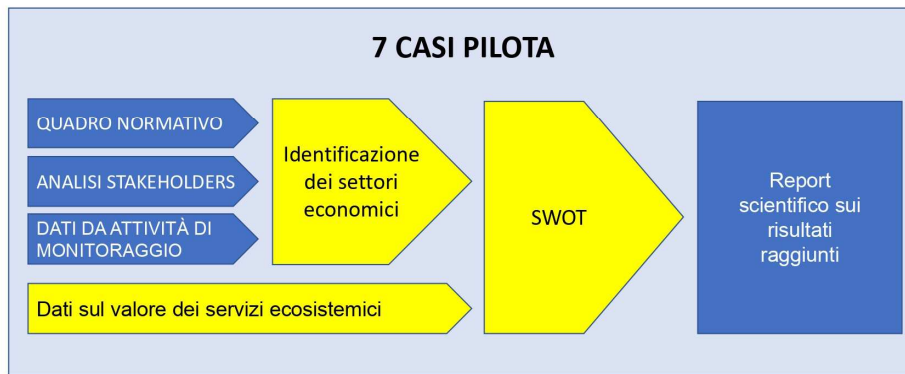 7 CASI PILOTA
QUADRO NORMATIVO
ANALISI STAKEHOLDERS
DATI DA ATTIVITÀ DI
MONITORAGGIO
Identificazione
dei settori
economici
Dati sul valore dei servizi ecosistemici
SWOT
Report
scientifico sui
risultati
raggiunti